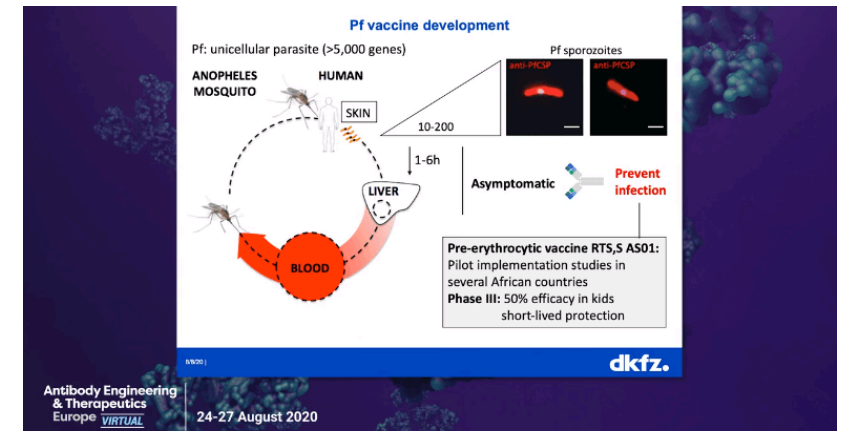 Pf vaccine development
Pf: unicellular parasite (>5,000 genes)
Pf sporozoites
ANOPHELES
MOSQUITO
HUMAN
SKIN
anti-PfCSP
anti-PfCSP
10-200
1-6h
LIVER
Asymptomatic
Prevent
infection
BLOOD
Pre-erythrocytic vaccine RTS,S AS01:
Pilot implementation studies in
several African countries
Phase III: 50% efficacy in kids
short-lived protection
dkfz.
Antibody Engineering
& Therapeutics
Europe VIRTUAL
24-27 August 2020